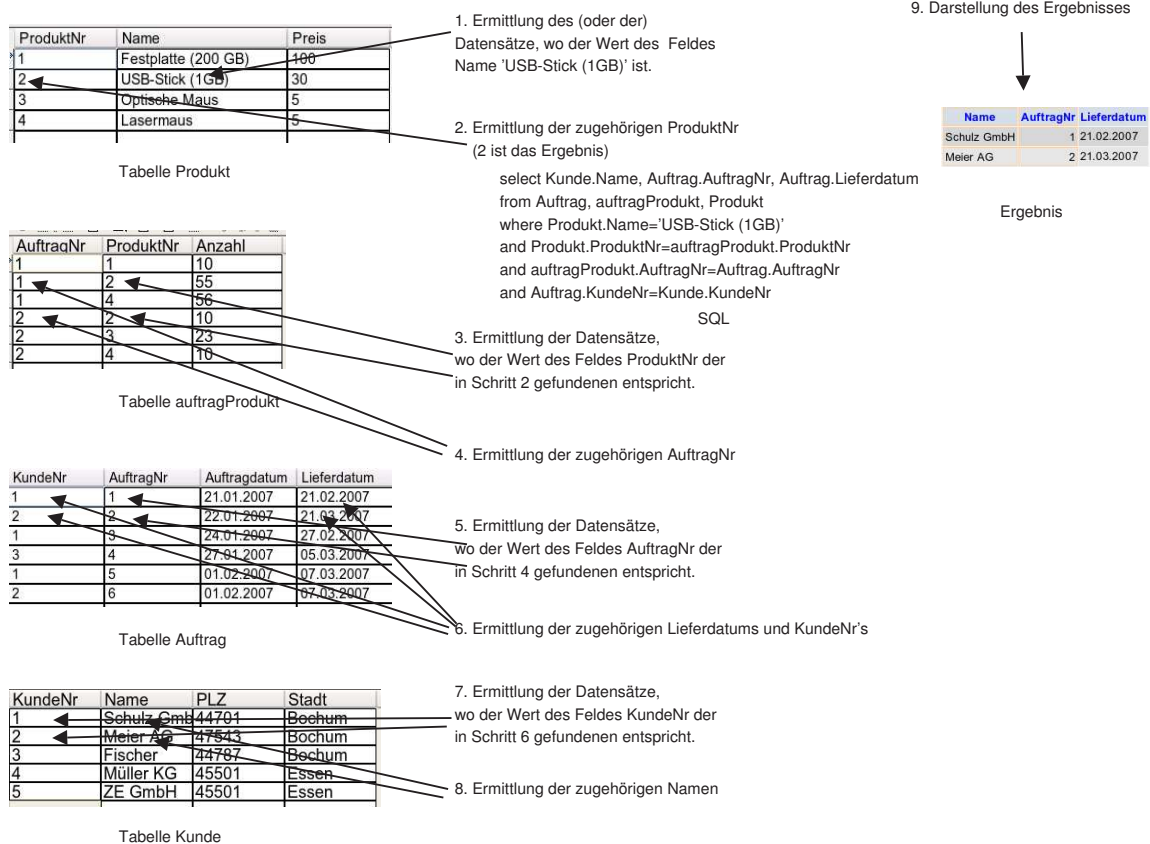 ProduktNr Name Preis
1 Festplatte (200 GB) 100
2 USB-Stick (1GB) 30
3 Optische Maus 5
4 Lasermaus 5
Tabelle Produkt
1. Ermittlung des (oder der)
Datensätze, wo der Wert des Feldes
Name ’USB-Stick (1GB)’ ist.
2. Ermittlung der zugehörigen ProduktNr
(2 ist das Ergebnis)
select Kunde.Name, Auftrag.AuftragNr, Auftrag.Lieferdatum
from Auftrag, auftragProdukt, Produkt
where Produkt.Name=’USB-Stick (1GB)’
and Produkt.ProduktNr=auftragProdukt.ProduktNr
and auftragProdukt.AuftragNr=Auftrag.AuftragNr
and Auftrag.KundeNr=Kunde.KundeNr
SQL
9. Darstellung des Ergebnisses
Name AuftragNr Lieferdatum
Schulz GmbH 1 21.02.2007
Meier AG 2 21.03.2007
Ergebnis
AuftragNr ProduktNr Anzahl
1 1 10
1 2 55
1 4 56
2 2 10
2 3 23
2 4 10
Tabelle auftragProdukt
3. Ermittlung der Datensätze,
wo der Wert des Feldes ProduktNr der
in Schritt 2 gefundenen entspricht.
4. Ermittlung der zugehörigen AuftragNr
KundeNr AuftragNr Auftragdatum Lieferdatum
1 1 21.01.2007 21.02.2007
2 2 22.01.2007 21.03.2007
1 3 24.01.2007 27.02.2007
3 4 27.01.2007 05.03.2007
1 5 01.02.2007 07.03.2007
2 6 01.02.2007 07.03.2007
Tabelle Auftrag
5. Ermittlung der Datensätze,
wo der Wert des Feldes AuftragNr der
in Schritt 4 gefundenen entspricht.
6. Ermittlung der zugehörigen Lieferdatums und KundeNr’s
KundeNr Name PLZ Stadt
1 Schulz Gmb 44701 Bochum
2 Meier AG 47543 Bochum
3 Fischer 44787 Bochum
4 Müller KG 45501 Essen
5 ZE GmbH 45501 Essen
Tabelle Kunde
7. Ermittlung der Datensätze,
wo der Wert des Feldes KundeNr der
in Schritt 6 gefundenen entspricht.
8. Ermittlung der zugehörigen Namen